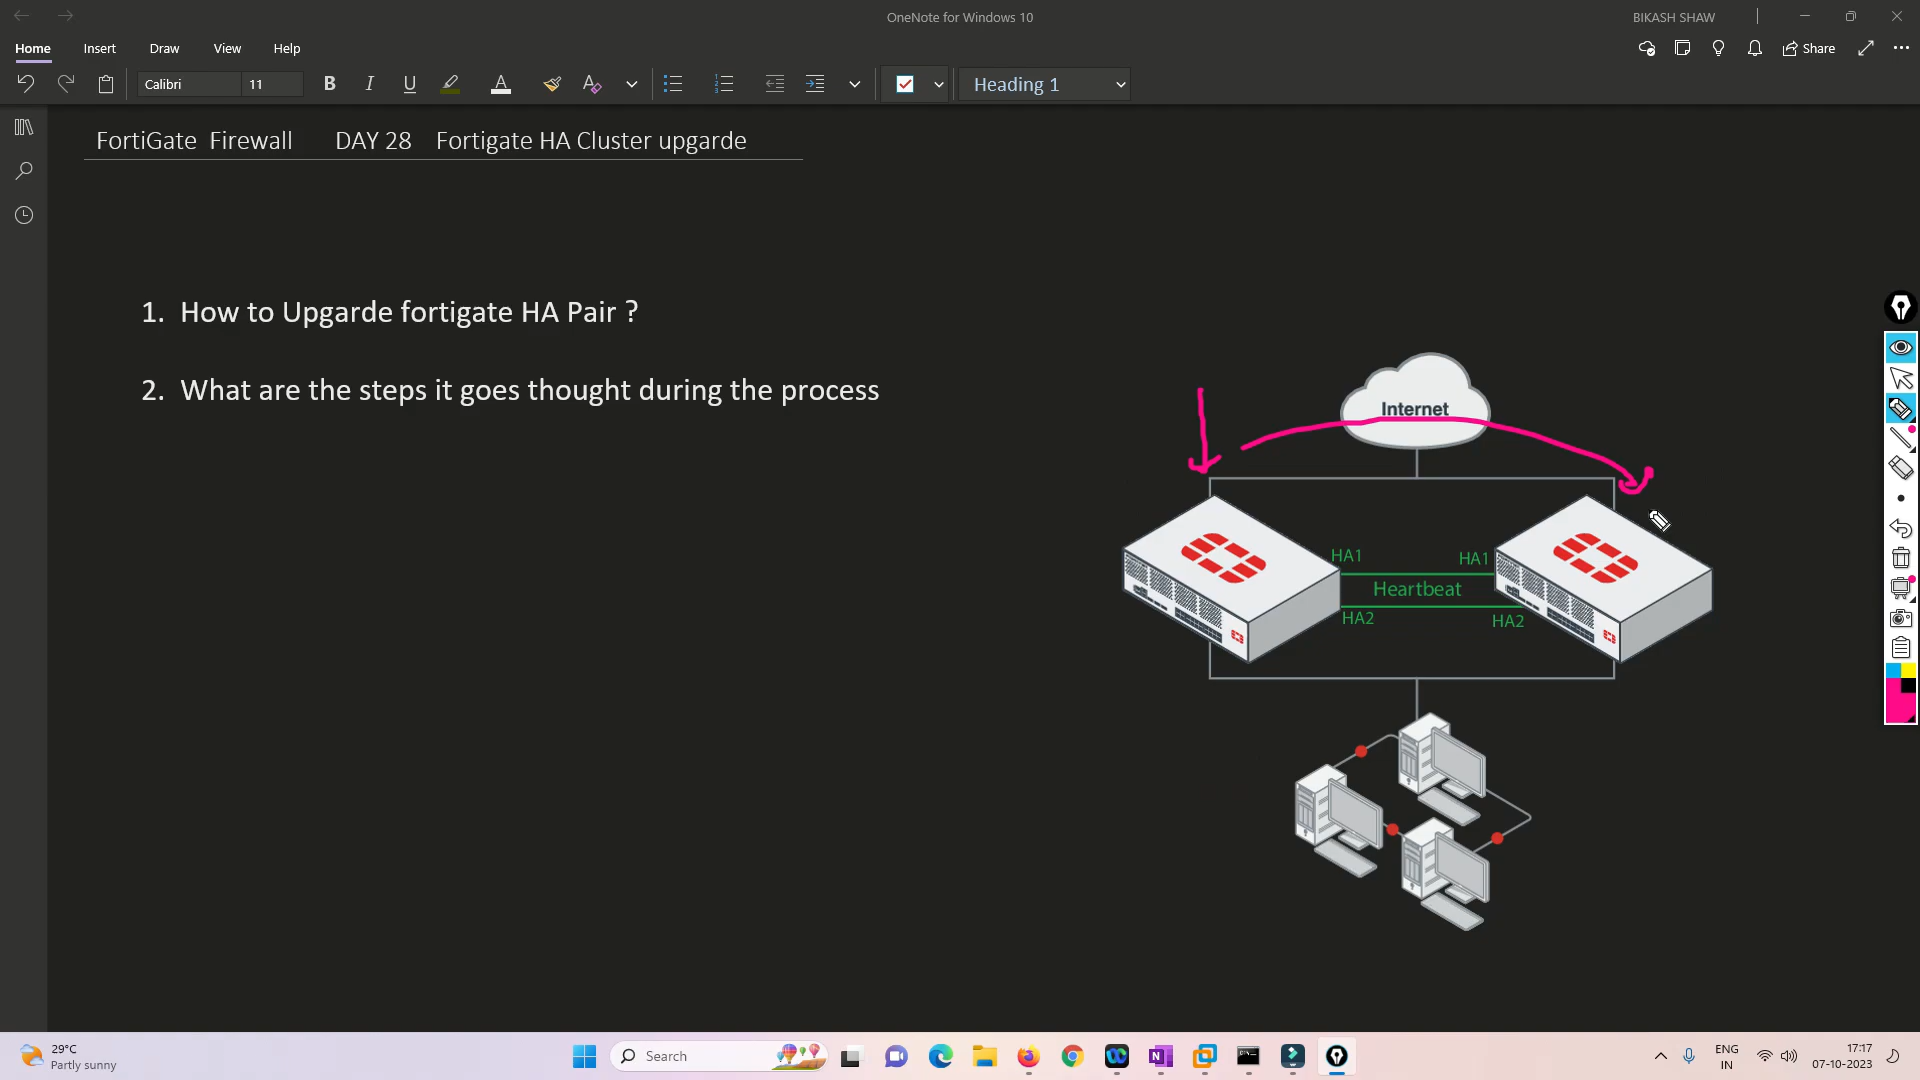 OneNote for Windows 10
BIKASH SHAW
Home Insert Draw View Help
Share
Calibri 11 B I U A A Heading 1
FortiGate Firewall DAY 28 Fortigate HA Cluster upgarde
1. How to Upgarde fortigate HA Pair ?
2. What are the steps it goes thought during the process
Internet
HA1 HA1
Heartbeat
HA2 HA2
29°C
Partly sunny
Search
ENG
IN
17:17
07-10-2023